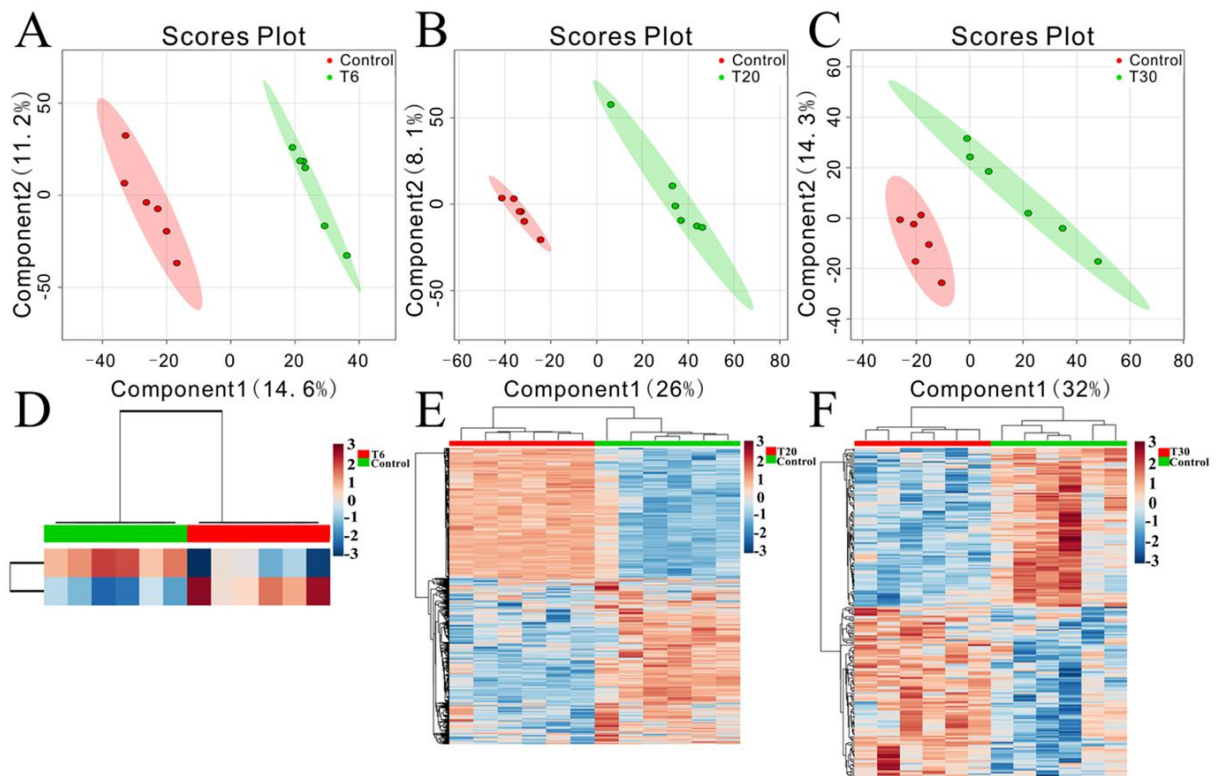 A
Scores Plot
Control
T6
Component2 (11. 2%)
50
0
-50
-40
-20
0
20
40
Component1 (14. 6%)
B
Scores Plot
Control
T20
Component2 (8. 1%)
50
0
-50
-60
-40
-20
0
20
40
60
80
Component1 (26%)
C
Scores Plot
Control
T30
Component2 (14. 3%)
60
40
20
0
-20
-40
-40
-20
0
20
40
60
80
Component1 (32%)
D
3
2
1
0
-1
-2
-3
T6
Control
E
3
2
1
0
-1
-2
-3
T20
Control
F
3
2
1
0
-1
-2
-3
T30
Control